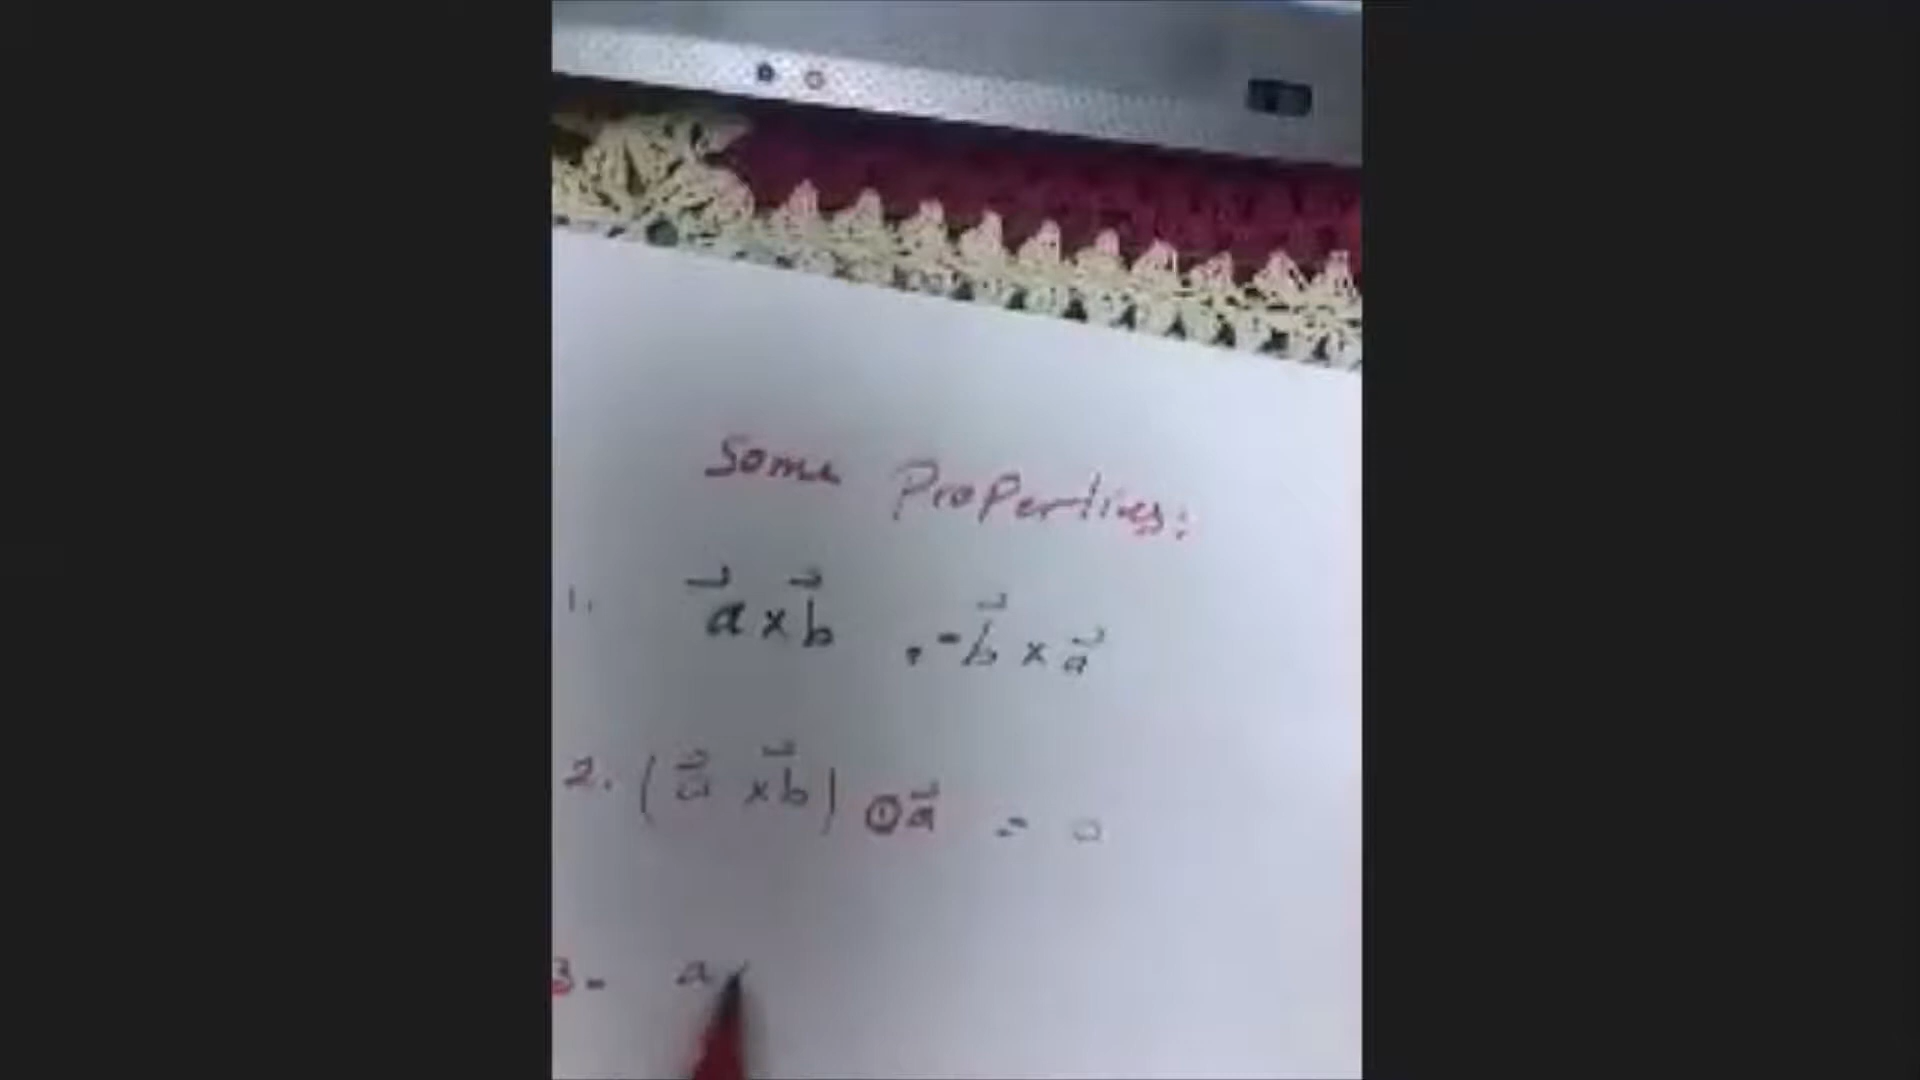 Some Properties:
1. a⃗ × b⃗ = -b⃗ × a⃗
2. (a⃗ × b⃗) ⊙ a⃗ = 0
3- a